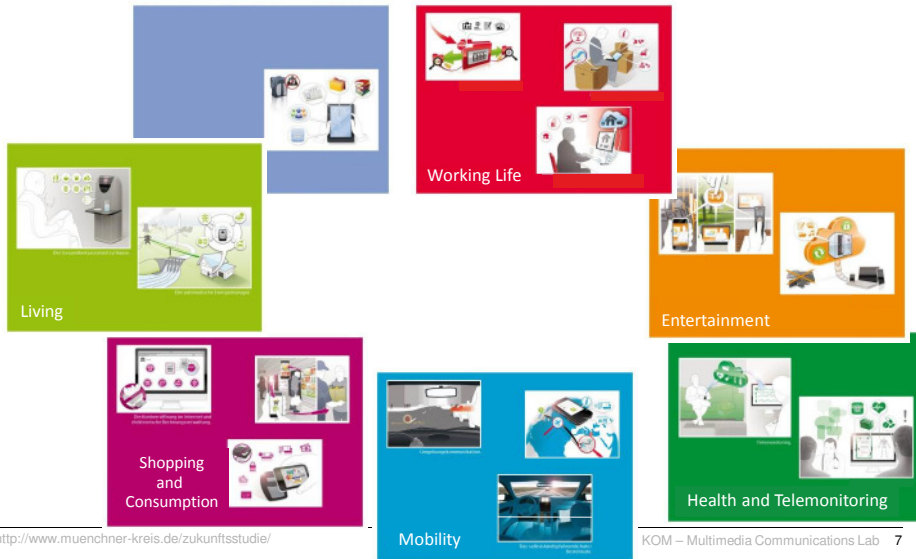 Working Life
Living
Entertainment
Telemonitoring
Shopping
and
Consumption
Mobility
Health and Telemonitoring
http://www.muenchner-kreis.de/zukunftsstudie/
KOM – Multimedia Communications Lab 7